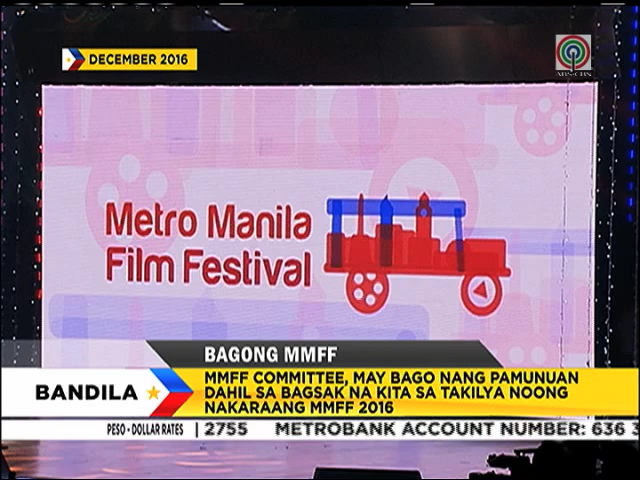 DECEMBER 2016
ABS-CBN
Metro Manila
Film Festival
BAGONG MMFF
BANDILA
MMFF COMMITTEE, MAY BAGO NANG PAMUNUAN
DAHIL SA BAGSAK NA KITA SA TAKILYA NOONG
NAKARAANG MMFF 2016
PESO - DOLLAR RATES
2755 METROBANK ACCOUNT NUMBER: 636 3